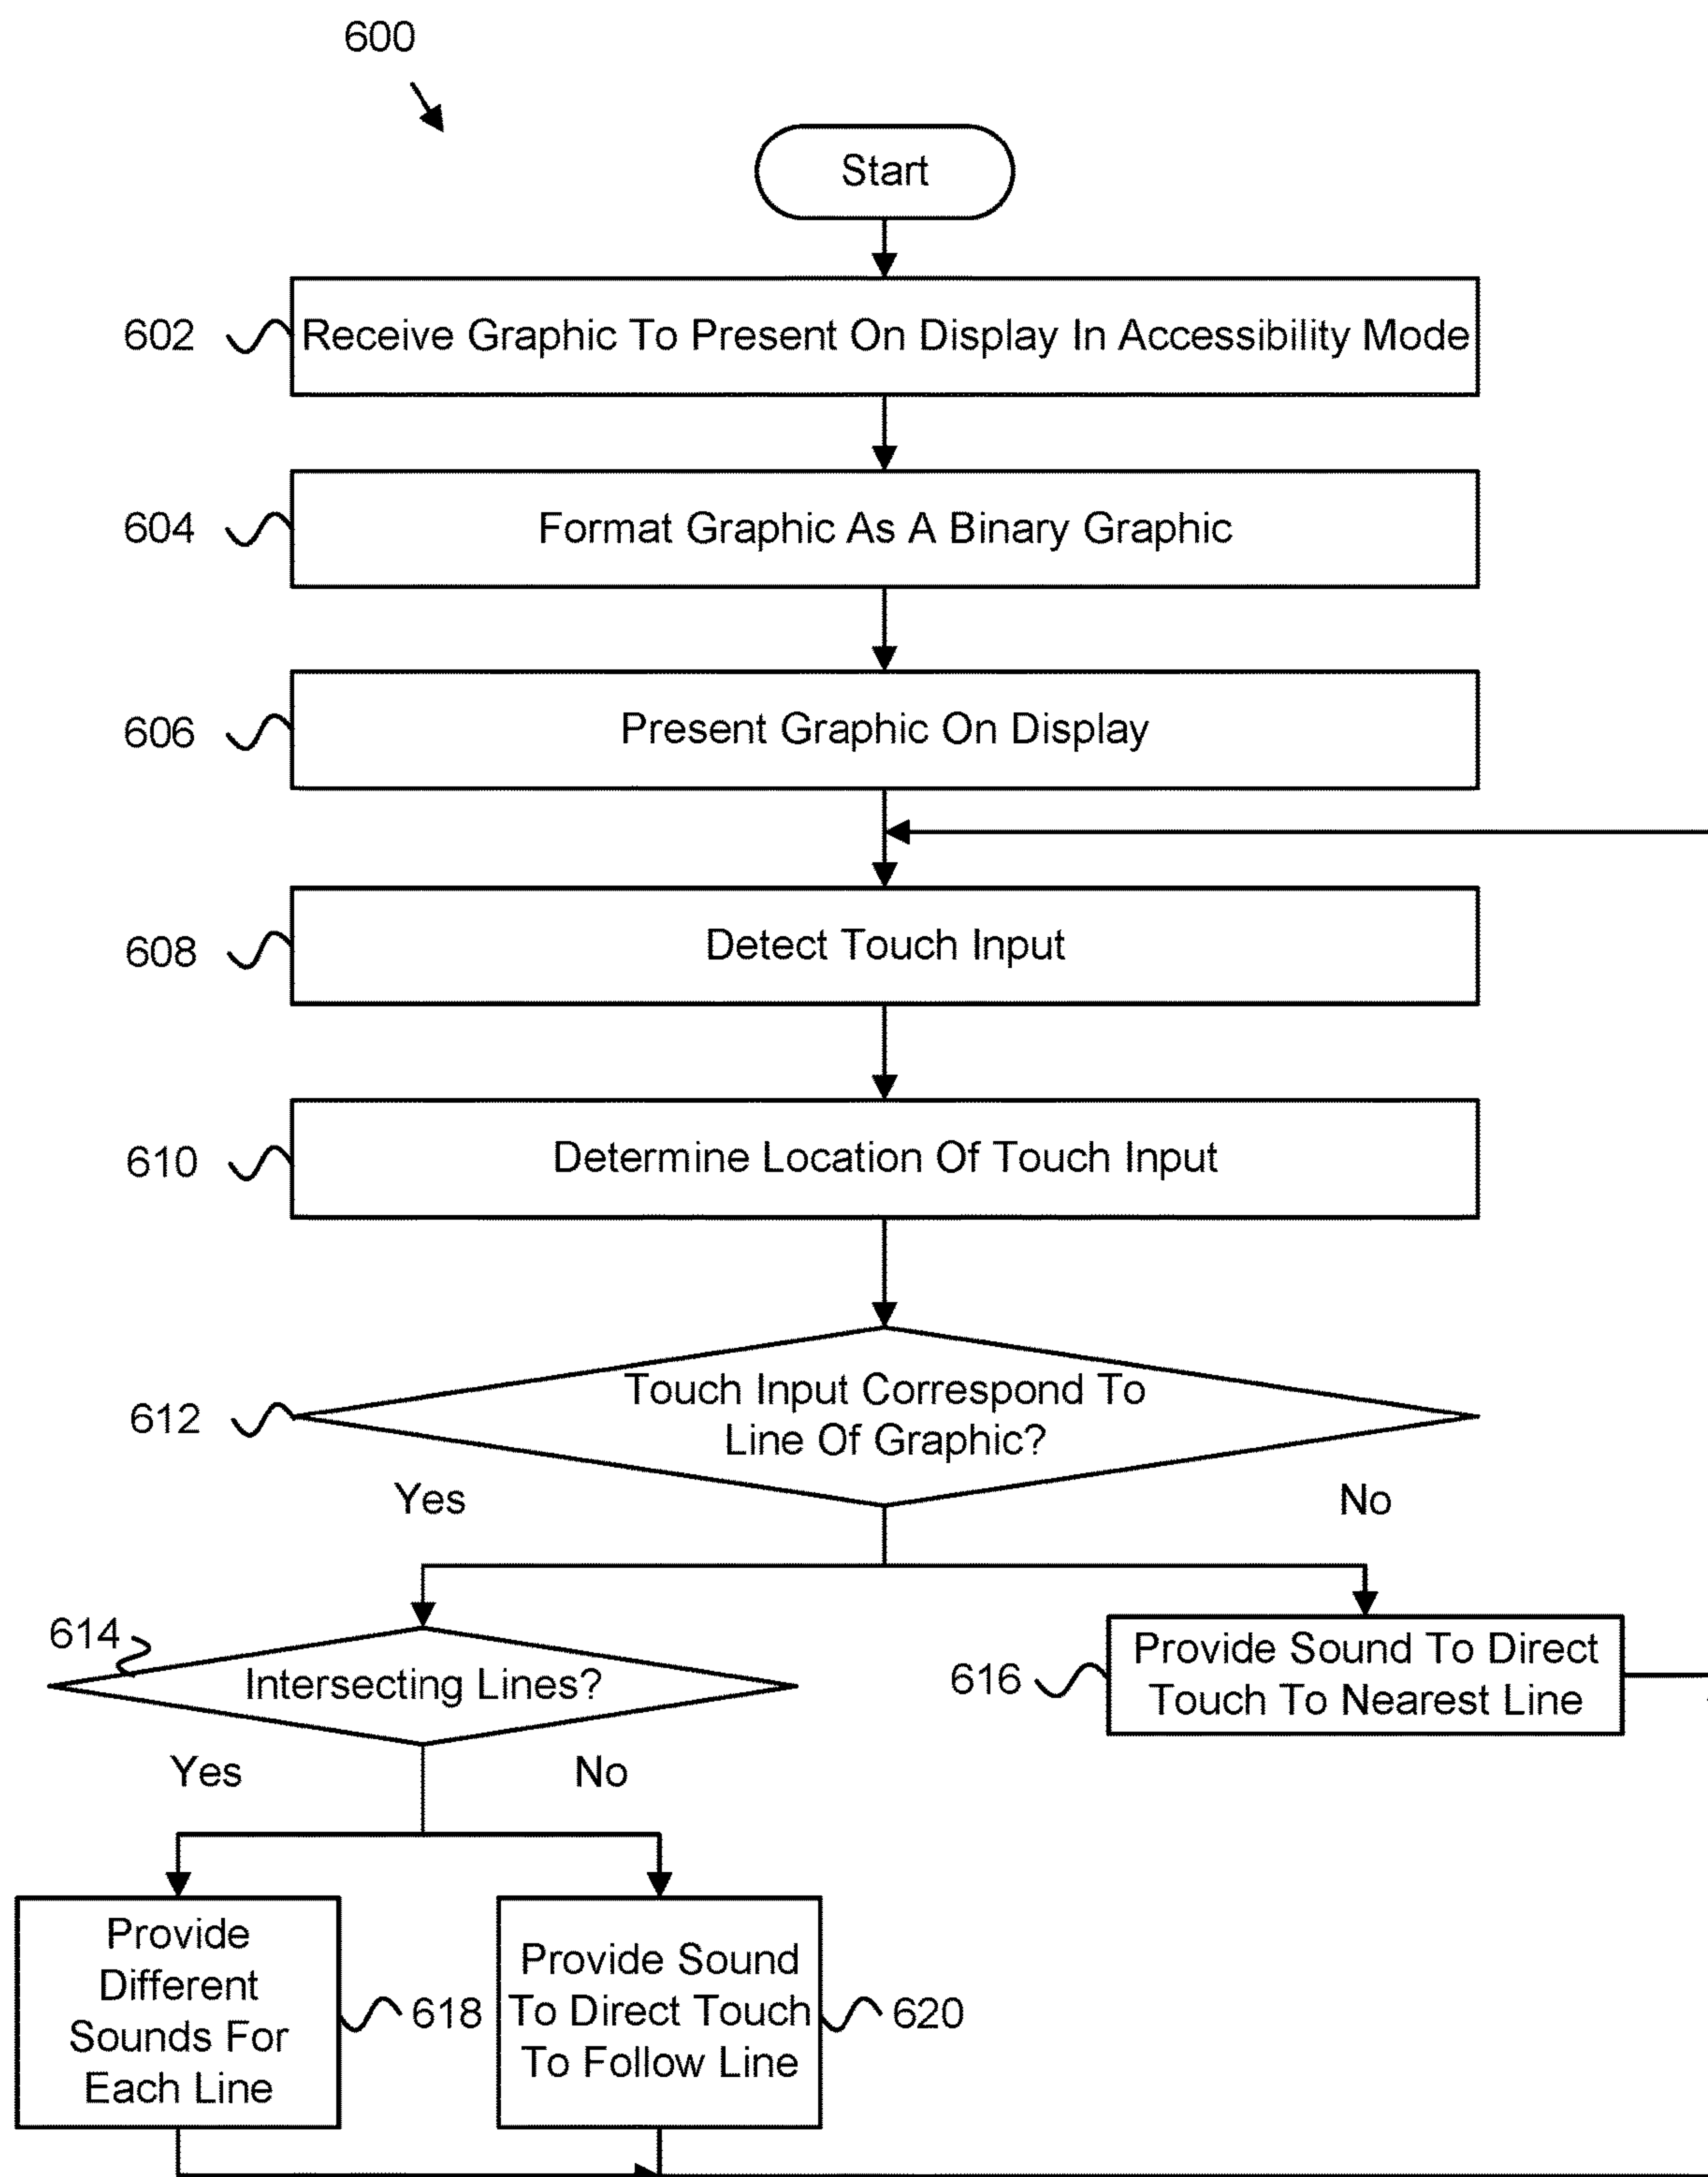 600
Start
602
Receive Graphic To Present On Display In Accessibility Mode
604
Format Graphic As A Binary Graphic
606
Present Graphic On Display
608
Detect Touch Input
610
Determine Location Of Touch Input
612
Touch Input Correspond To
Line Of Graphic?
Yes
No
614
Intersecting Lines?
616
Provide Sound To Direct
Touch To Nearest Line
Yes
No
Provide
Different
Sounds For
Each Line
618
Provide Sound
To Direct Touch
To Follow Line
620